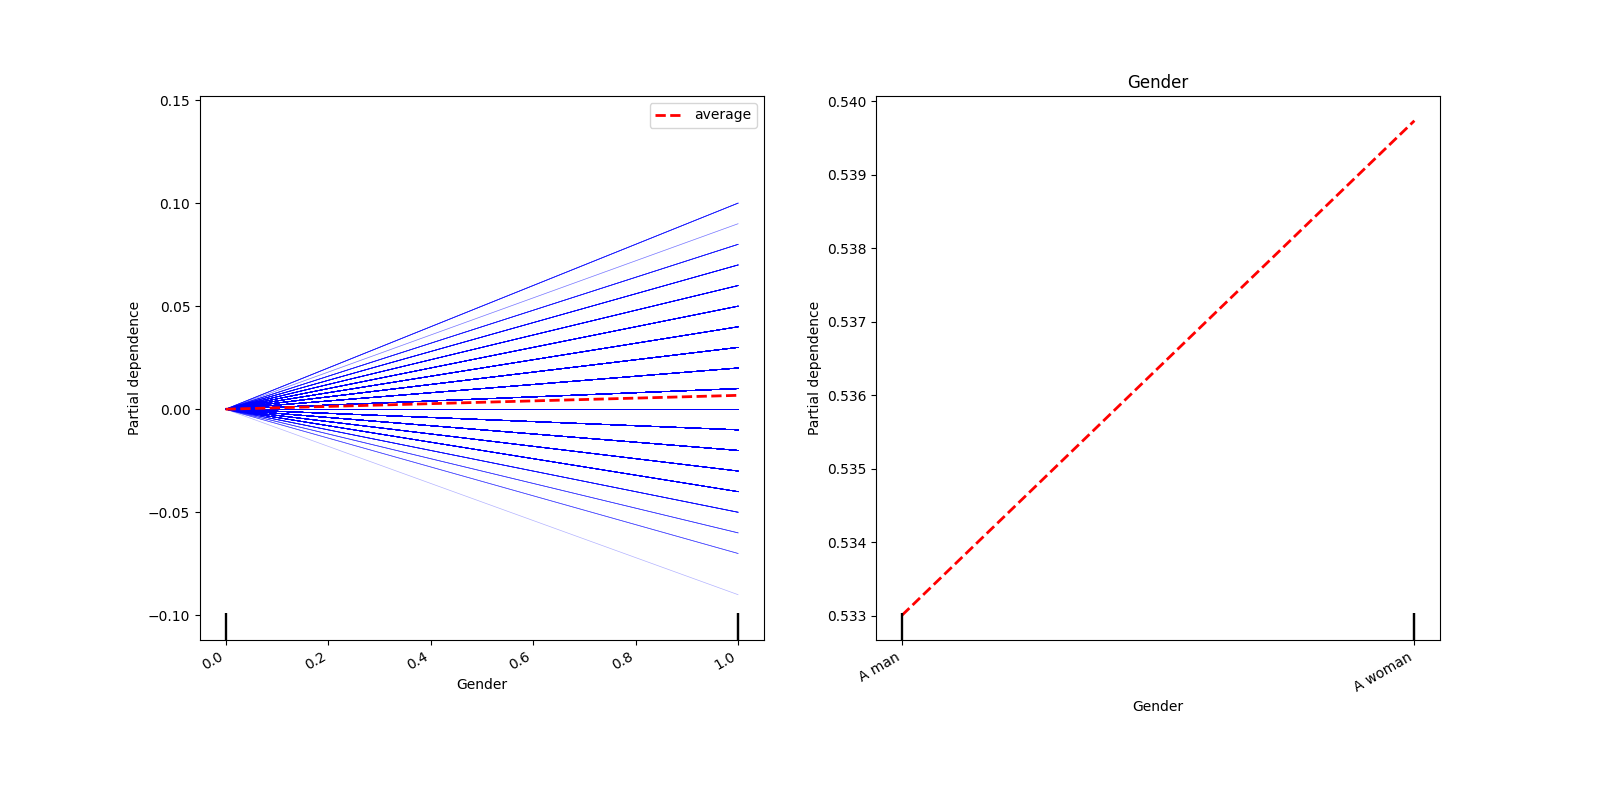 average
0.15
0.10
0.05
0.00
−0.05
−0.10
Partial dependence
0.0
0.2
0.4
0.6
0.8
1.0
Gender
Gender
0.540
0.539
0.538
0.537
0.536
0.535
0.534
0.533
Partial dependence
A man
A woman
Gender